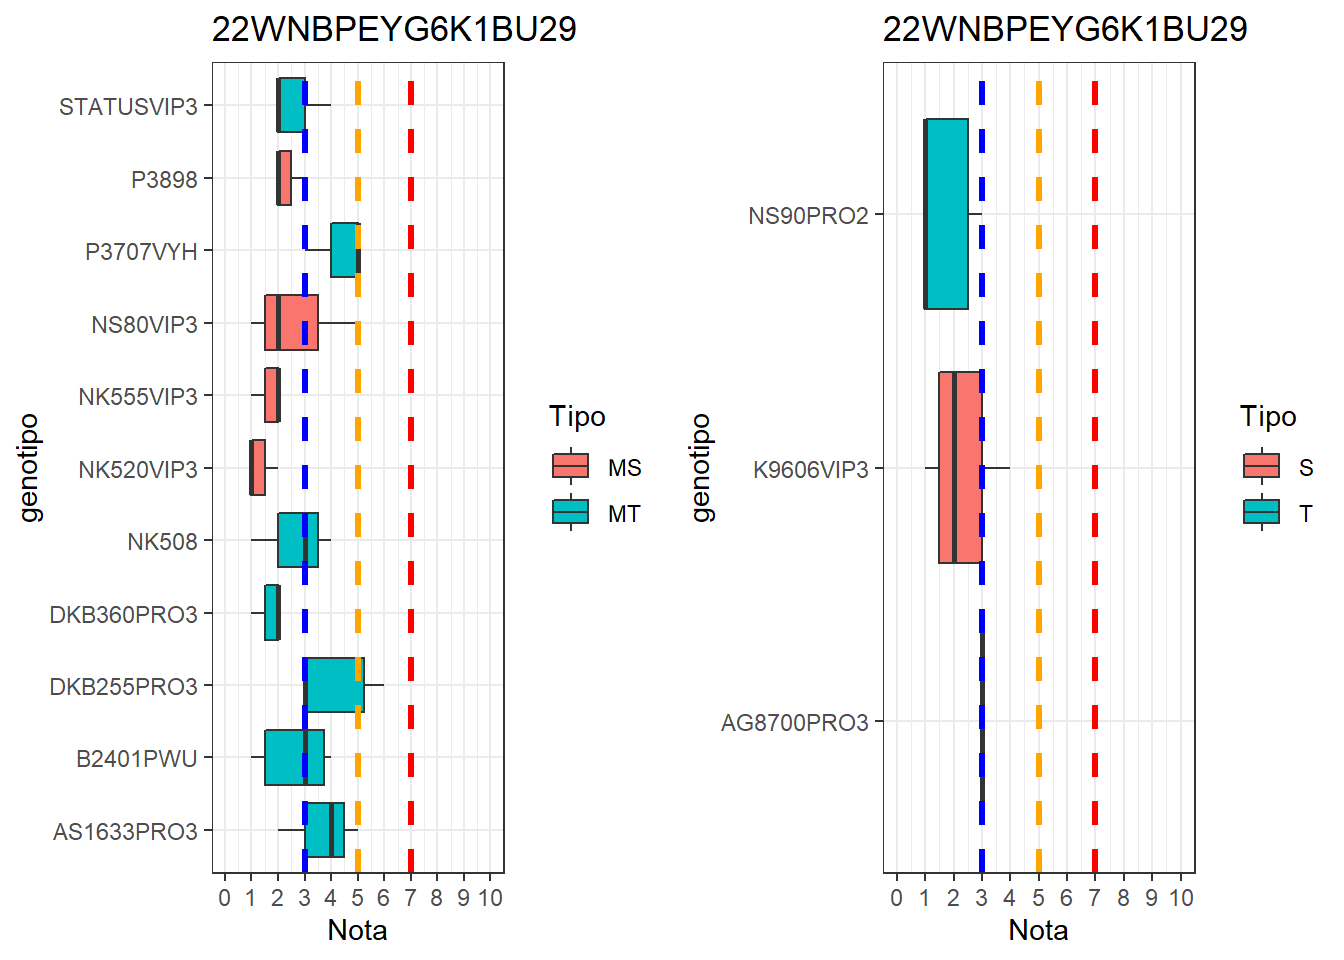 22WNBPEYG6K1BU29
genotipo
STATUSVIP3
P3898
P3707VYH
NS80VIP3
NK555VIP3
NK520VIP3
NK508
DKB360PRO3
DKB255PRO3
B2401PWU
AS1633PRO3
0 1 2 3 4 5 6 7 8 9 10
Nota
Tipo
MS
MT
22WNBPEYG6K1BU29
genotipo
NS90PRO2
K9606VIP3
AG8700PRO3
0 1 2 3 4 5 6 7 8 9 10
Nota
Tipo
S
T